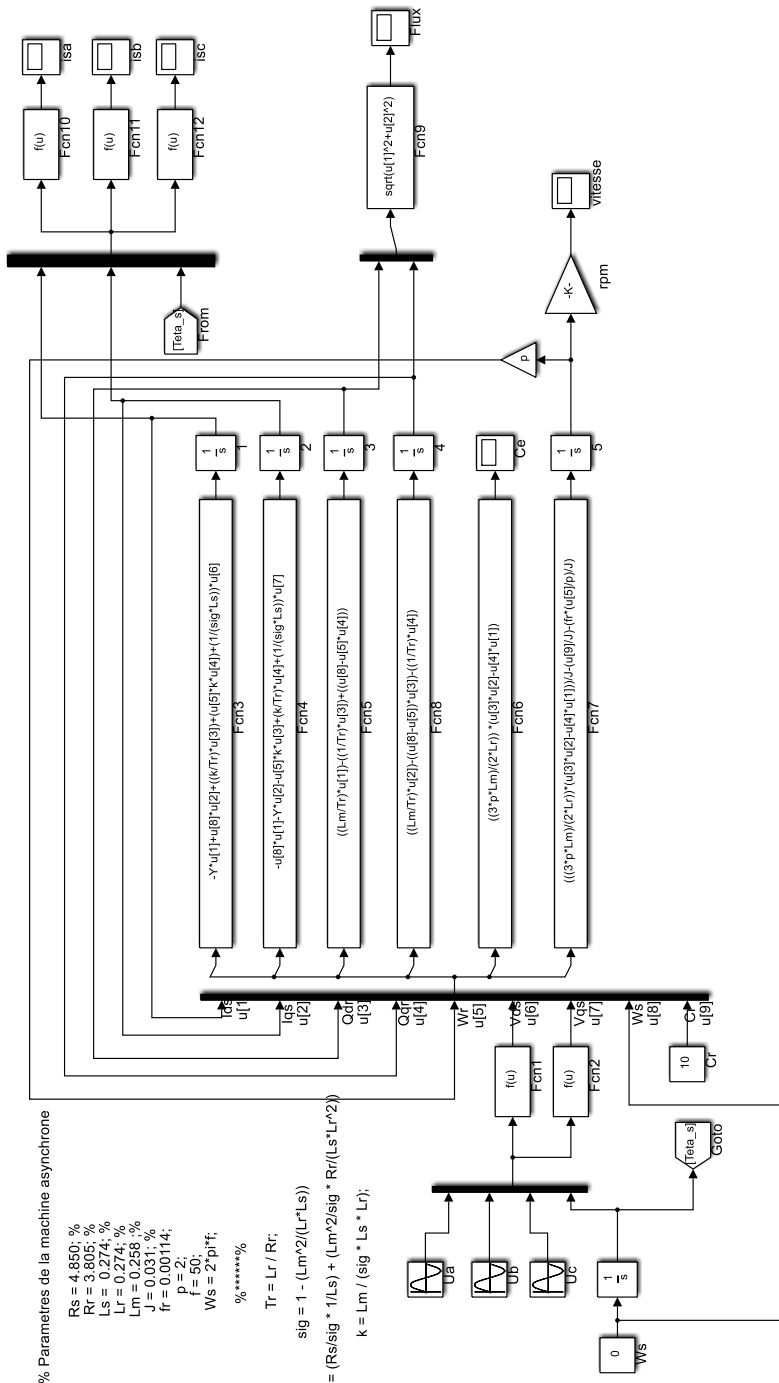 % Parametres de la machine asynchrone
Rs = 4.850; %
Rr = 3.805; %
Ls = 0.274; %
Lr = 0.274; %
Lm = 0.258 ;%
J = 0.031; %
fr = 0.00114;
p = 2;
f = 50;
Ws = 2*pi*f;
%******%
Tr = Lr / Rr;
sig = 1 - (Lm^2/(Lr*Ls))
= (Rs/sig * 1/Ls) + (Lm^2/sig * Rr/(Ls*Lr^2))
k = Lm / (sig * Ls * Lr);
Ua
Ub
Uc
0
Ws
1
s
[Teta_s]
Goto
f(u)
Fcn1
f(u)
Fcn2
10
Cr
Ids
u[1]
Iqs
u[2]
Qdr
u[3]
Qqr
u[4]
Wr
u[5]
Vds
u[6]
Vqs
u[7]
Ws
u[8]
Cr
u[9]
-Y*u[1]+u[8]*u[2]+((k/Tr)*u[3])+(u[5]*k*u[4])+(1/(sig*Ls))*u[6]
Fcn3
-u[8]*u[1]-Y*u[2]-u[5]*k*u[3]+(k/Tr)*u[4]+(1/(sig*Ls))*u[7]
Fcn4
((Lm/Tr)*u[1])-((1/Tr)*u[3])+((u[8]-u[5]*u[4]))
Fcn5
((Lm/Tr)*u[2])-((u[8]-u[5])*u[3])-((1/Tr)*u[4])
Fcn8
((3*p*Lm)/(2*Lr)) *(u[3]*u[2]-u[4]*u[1])
Fcn6
(((3*p*Lm)/(2*Lr))*(u[3]*u[2]-u[4]*u[1]))/J-(u[9]/J)-(fr*(u[5]/p)/J)
Fcn7
1
s
1
1
s
2
1
s
3
1
s
4
Ce
1
s
5
p
[Teta_s]
From
-K-
rpm
vitesse
f(u)
Fcn10
isa
f(u)
Fcn11
isb
f(u)
Fcn12
isc
sqrt(u[1]^2+u[2]^2)
Fcn9
Flux